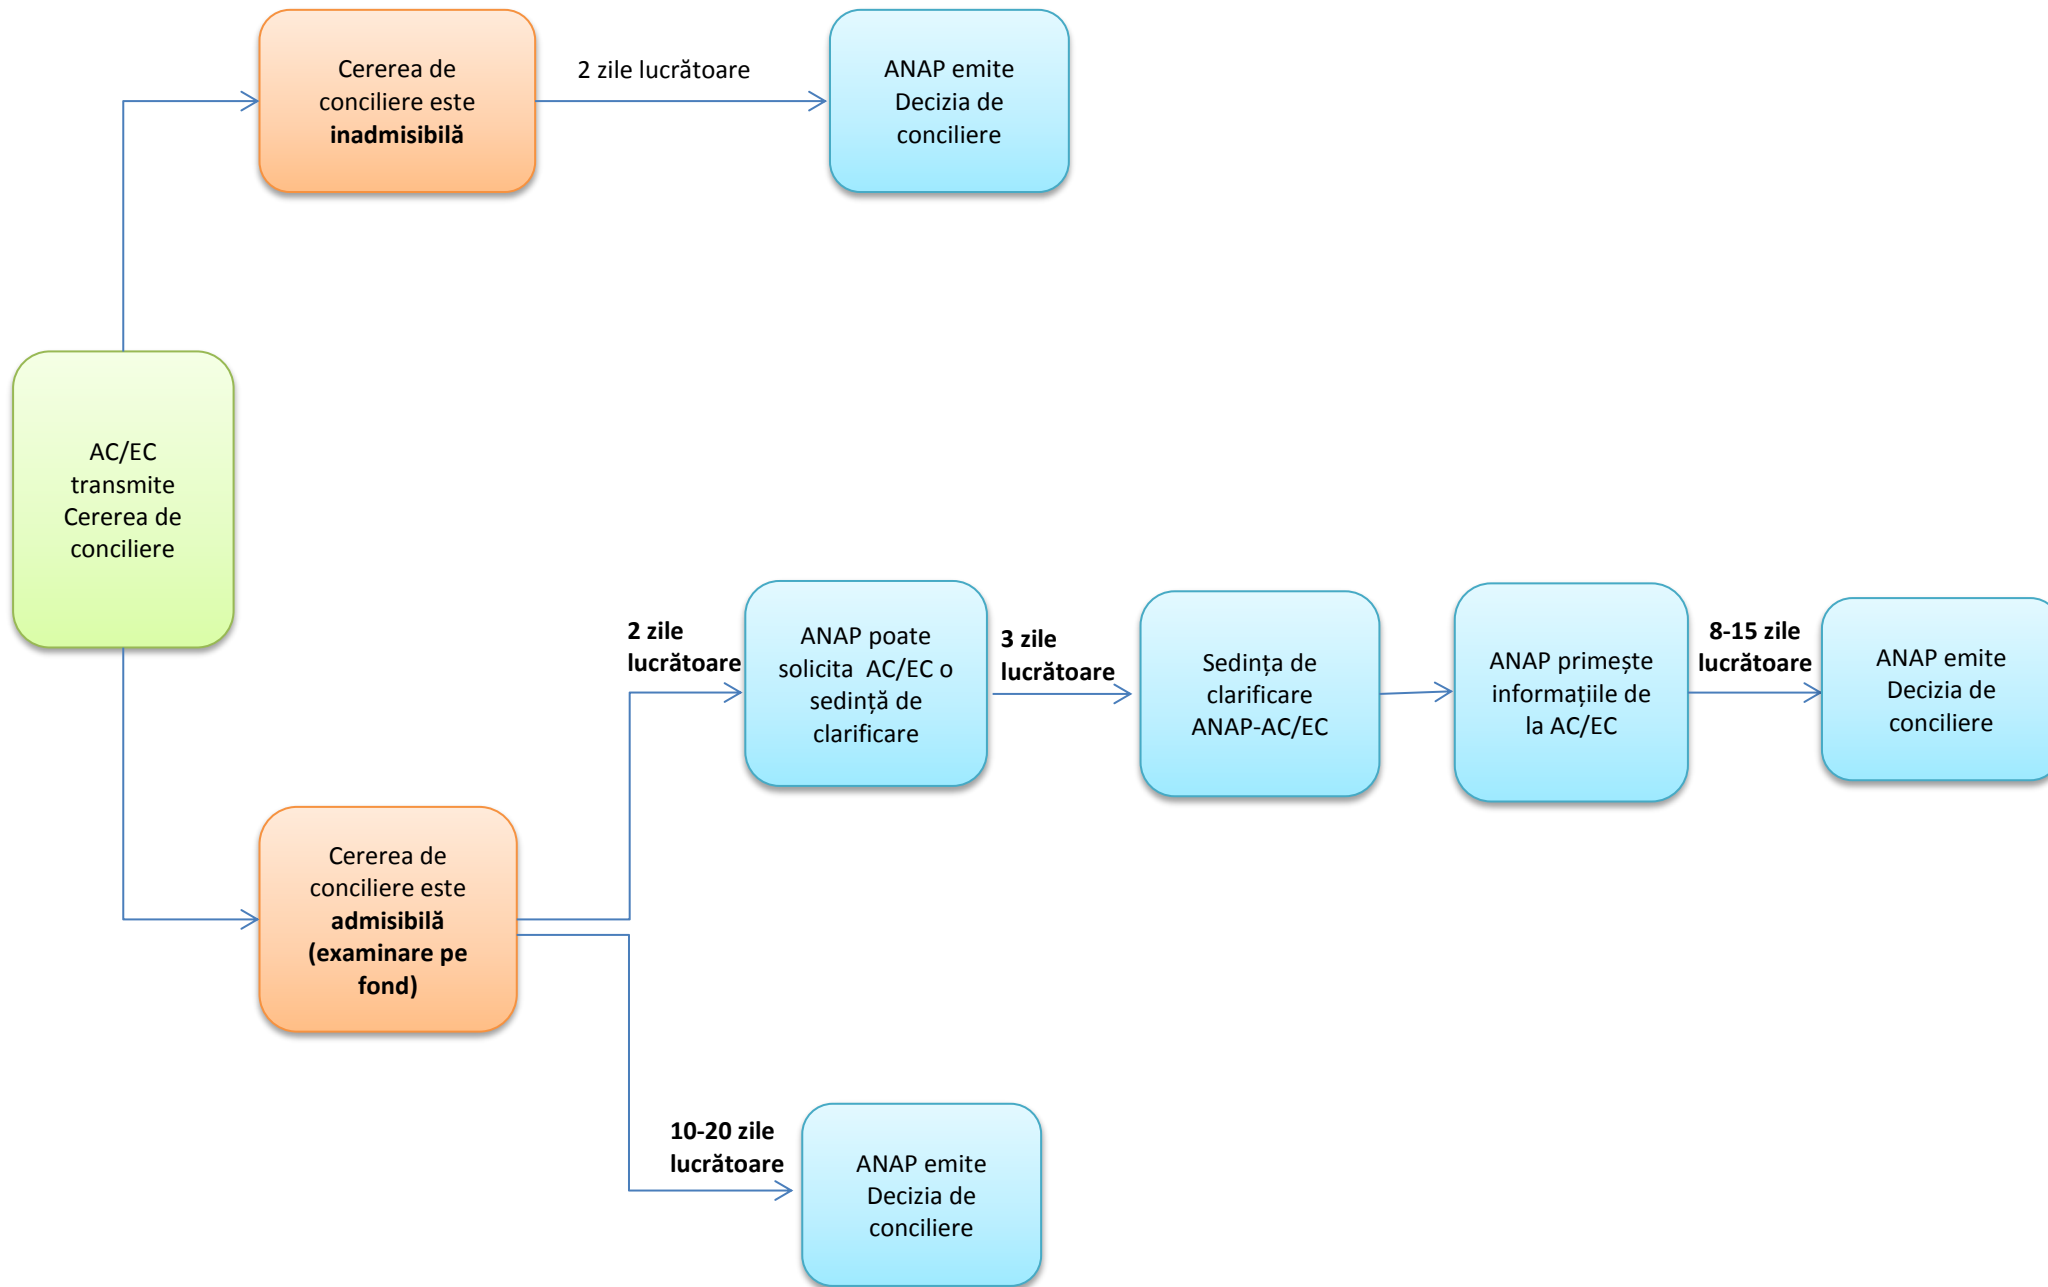 Cererea de
conciliere este
inadmisibilă
2 zile lucrătoare
ANAP emite
Decizia de
conciliere
AC/EC
transmite
Cererea de
conciliere
2 zile
lucrătoare
ANAP poate
solicita AC/EC o
sedință de
clarificare
3 zile
lucrătoare
Sedința de
clarificare
ANAP-AC/EC
ANAP primește
informațiile de
la AC/EC
8-15 zile
lucrătoare
ANAP emite
Decizia de
conciliere
Cererea de
conciliere este
admisibilă
(examinare pe
fond)
10-20 zile
lucrătoare
ANAP emite
Decizia de
conciliere